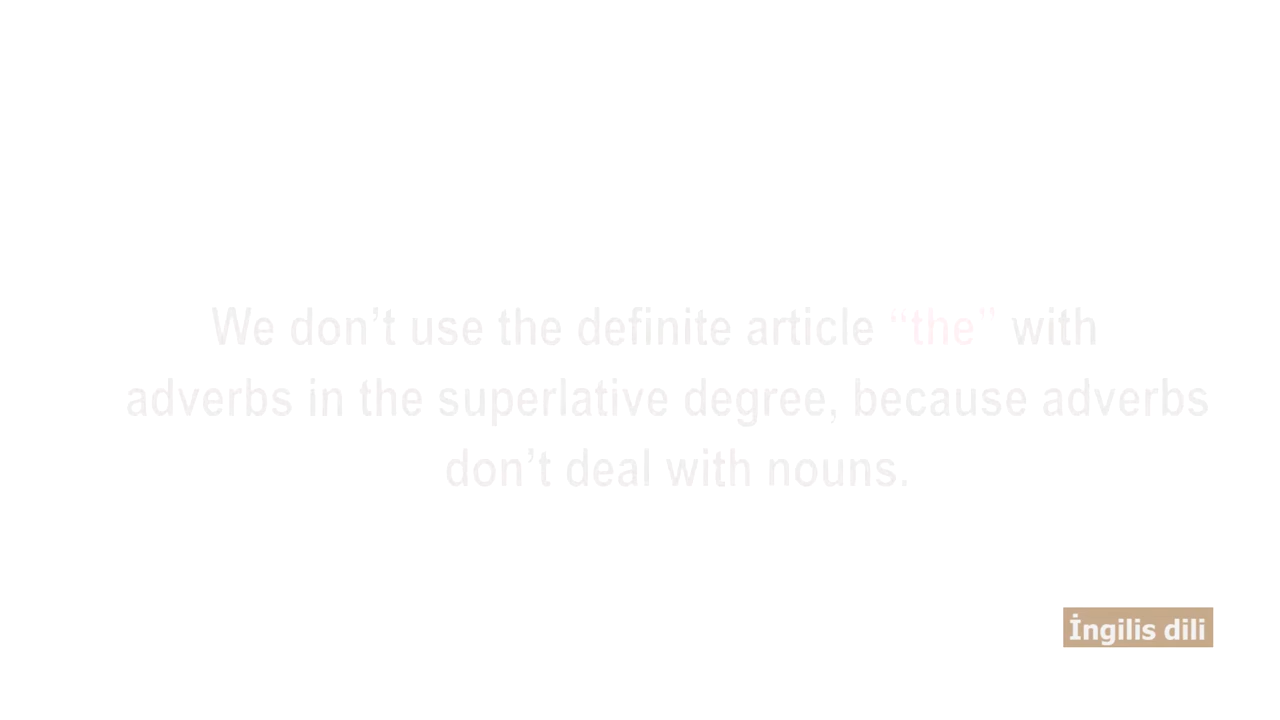 We don’t use the definite article “the” with
adverbs in the superlative degree, because adverbs
don’t deal with nouns.
İngilis dili